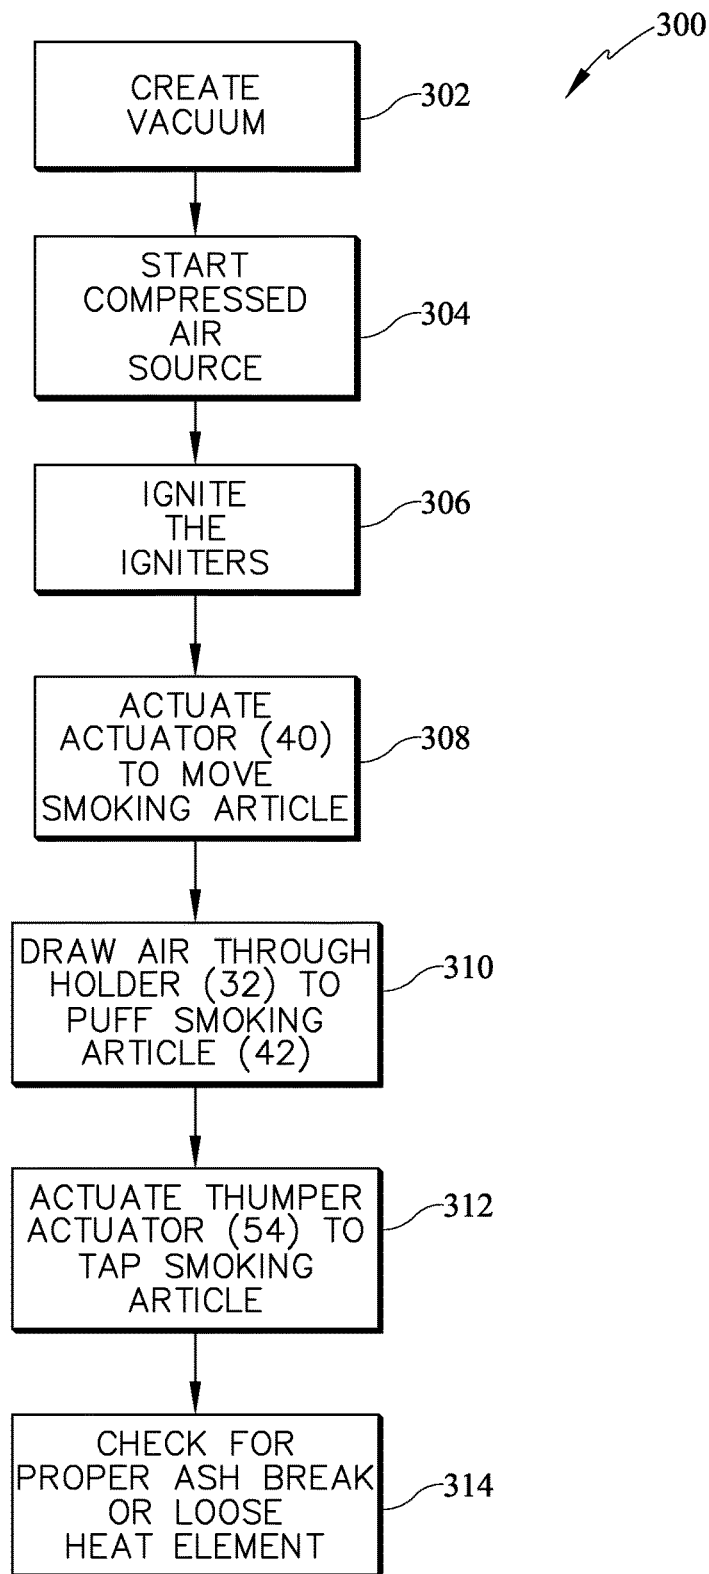 300
CREATE
VACUUM
302
START
COMPRESSED
AIR
SOURCE
304
IGNITE
THE
IGNITERS
306
ACTUATE
ACTUATOR (40)
TO MOVE
SMOKING ARTICLE
308
DRAW AIR THROUGH
HOLDER (32) TO
PUFF SMOKING
ARTICLE (42)
310
ACTUATE THUMPER
ACTUATOR (54) TO
TAP SMOKING
ARTICLE
312
CHECK FOR
PROPER ASH BREAK
OR LOOSE
HEAT ELEMENT
314